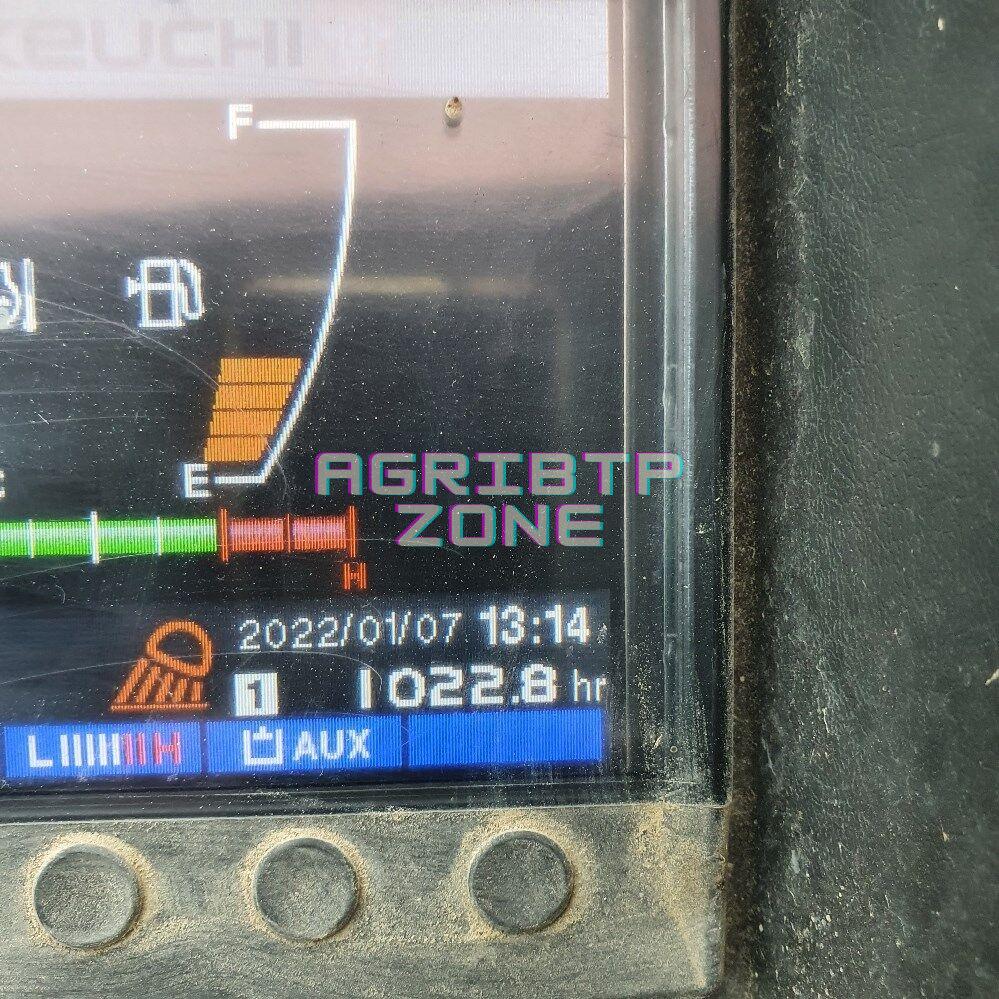 KEUCHI
F
E
AGRIBTP
ZONE
H
2022/01/07 13:14
1 1022.8 hr
L H AUX